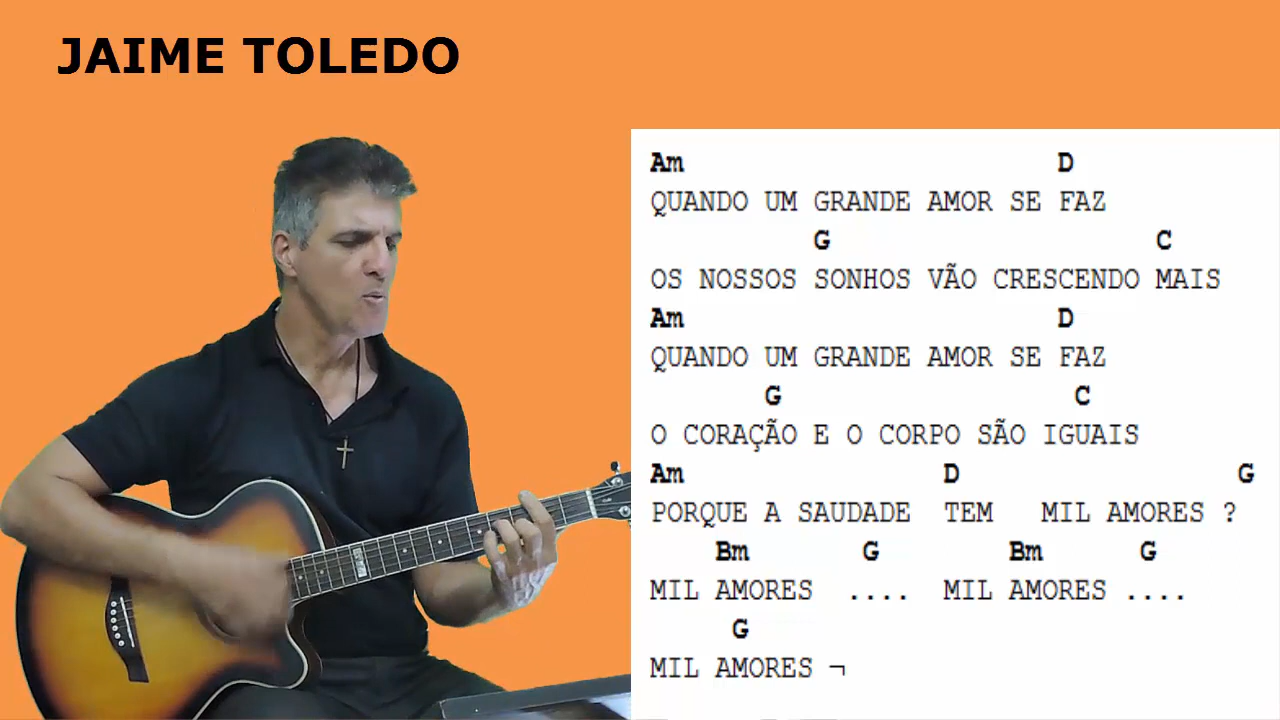 JAIME TOLEDO
Am D
QUANDO UM GRANDE AMOR SE FAZ
G C
OS NOSSOS SONHOS VÃO CRESCENDO MAIS
Am D
QUANDO UM GRANDE AMOR SE FAZ
G C
O CORAÇÃO E O CORPO SÃO IGUAIS
Am D G
PORQUE A SAUDADE TEM MIL AMORES ?
Bm G Bm G
MIL AMORES .... MIL AMORES ....
G
MIL AMORES ¬